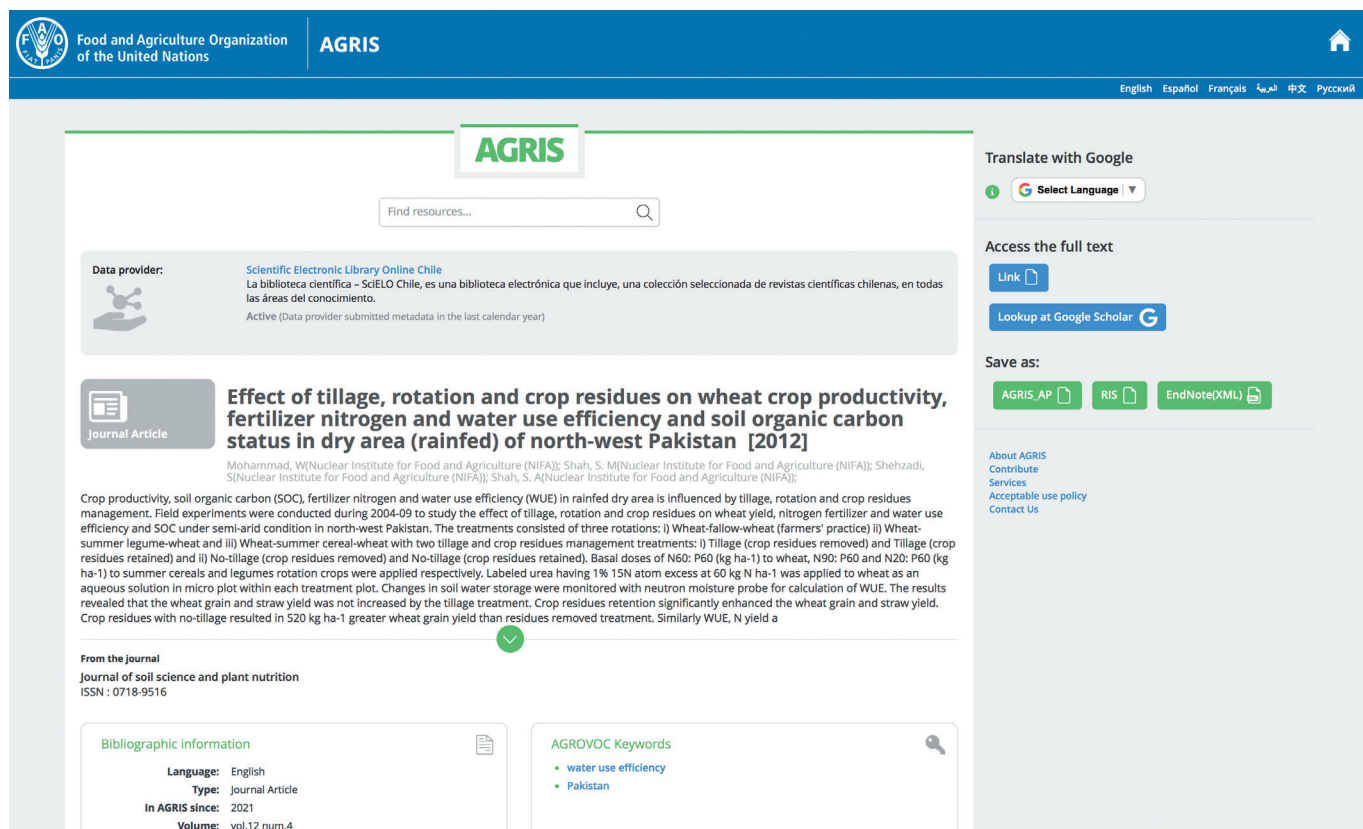 Food and Agriculture Organization
of the United Nations
AGRIS
English Español Français العربية 中文 Русский
AGRIS
Find resources...
Data provider:
Scientific Electronic Library Online Chile
La biblioteca científica – SciELO Chile, es una biblioteca electrónica que incluye, una colección seleccionada de revistas científicas chilenas, en todas
las áreas del conocimiento.
Active (Data provider submitted metadata in the last calendar year)
Journal Article
Effect of tillage, rotation and crop residues on wheat crop productivity,
fertilizer nitrogen and water use efficiency and soil organic carbon
status in dry area (rainfed) of north-west Pakistan [2012]
Mohammad, W(Nuclear Institute for Food and Agriculture (NIFA)); Shah, S. M(Nuclear Institute for Food and Agriculture (NIFA)); Shehzadi,
S(Nuclear Institute for Food and Agriculture (NIFA)); Shah, S. A(Nuclear Institute for Food and Agriculture (NIFA));
Crop productivity, soil organic carbon (SOC), fertilizer nitrogen and water use efficiency (WUE) in rainfed dry area is influenced by tillage, rotation and crop residues
management. Field experiments were conducted during 2004-09 to study the effect of tillage, rotation and crop residues on wheat yield, nitrogen fertilizer and water use
efficiency and SOC under semi-arid condition in north-west Pakistan. The treatments consisted of three rotations: i) Wheat-fallow-wheat (farmers' practice) ii) Wheat-
summer legume-wheat and iii) Wheat-summer cereal-wheat with two tillage and crop residues management treatments: i) Tillage (crop residues removed) and Tillage (crop
residues retained) and ii) No-tillage (crop residues removed) and No-tillage (crop residues retained). Basal doses of N60: P60 (kg ha-1) to wheat, N90: P60 and N20: P60 (kg
ha-1) to summer cereals and legumes rotation crops were applied respectively. Labeled urea having 1% 15N atom excess at 60 kg N ha-1 was applied to wheat as an
aqueous solution in micro plot within each treatment plot. Changes in soil water storage were monitored with neutron moisture probe for calculation of WUE. The results
revealed that the wheat grain and straw yield was not increased by the tillage treatment. Crop residues retention significantly enhanced the wheat grain and straw yield.
Crop residues with no-tillage resulted in 520 kg ha-1 greater wheat grain yield than residues removed treatment. Similarly WUE, N yield a
From the journal
Journal of soil science and plant nutrition
ISSN : 0718-9516
Bibliographic information
Language: English
Type: Journal Article
In AGRIS since: 2021
Volume: vol.12 num.4
AGROVOC Keywords
water use efficiency
Pakistan
Translate with Google
Select Language
Access the full text
Link
Lookup at Google Scholar
Save as:
AGRIS_AP
RIS
EndNote(XML)
About AGRIS
Contribute
Services
Acceptable use policy
Contact Us